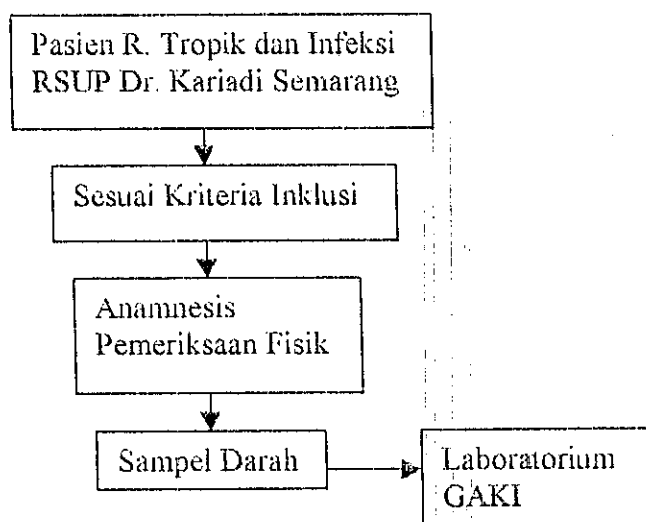 Pasien R. Tropik dan Infeksi
RSUP Dr. Kariadi Semarang
Sesuai Kriteria Inklusi
Anamnesis
Pemeriksaan Fisik
Sampel Darah
Laboratorium
GAKI